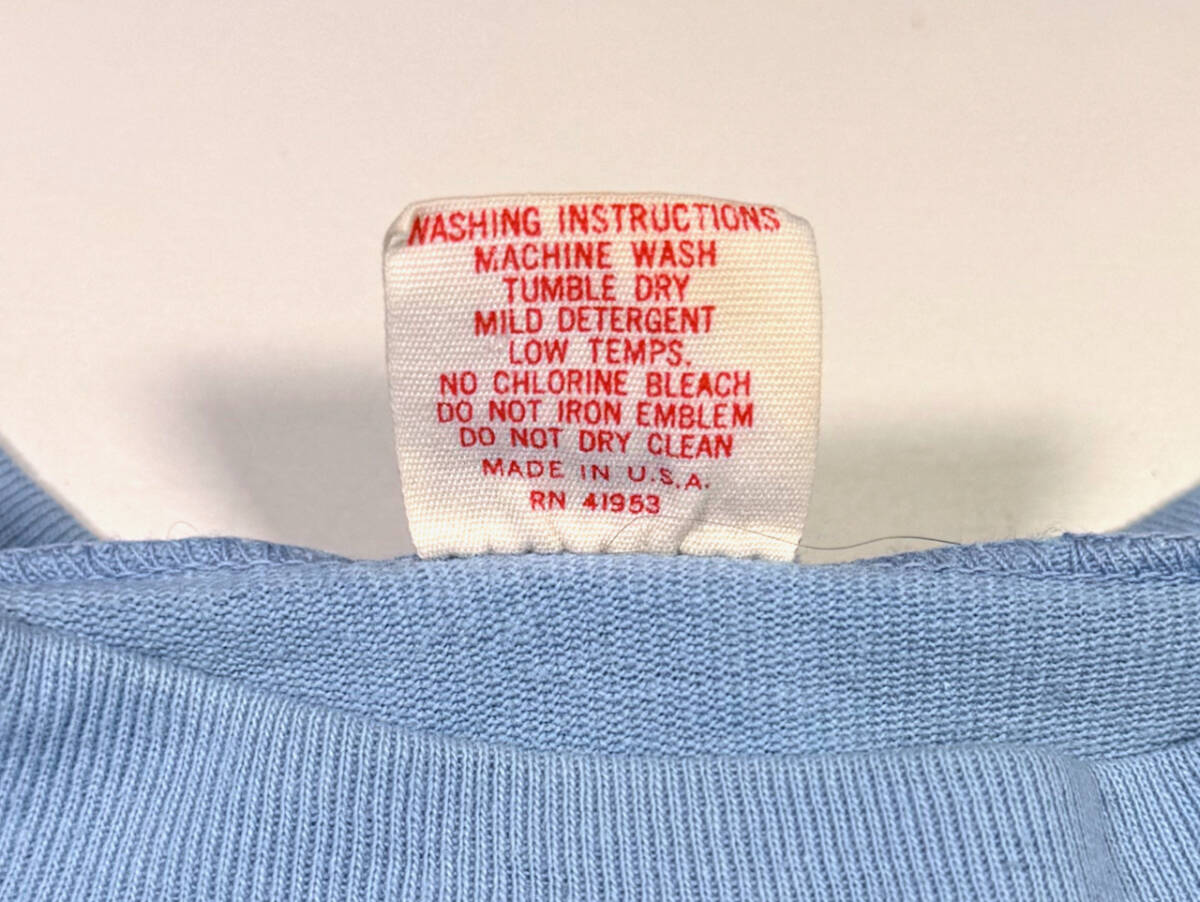 WASHING INSTRUCTIONS
MACHINE WASH
TUMBLE DRY
MILD DETERGENT
LOW TEMPS.
NO CHLORINE BLEACH
DO NOT IRON EMBLEM
DO NOT DRY CLEAN
MADE IN U.S.A.
RN 41953